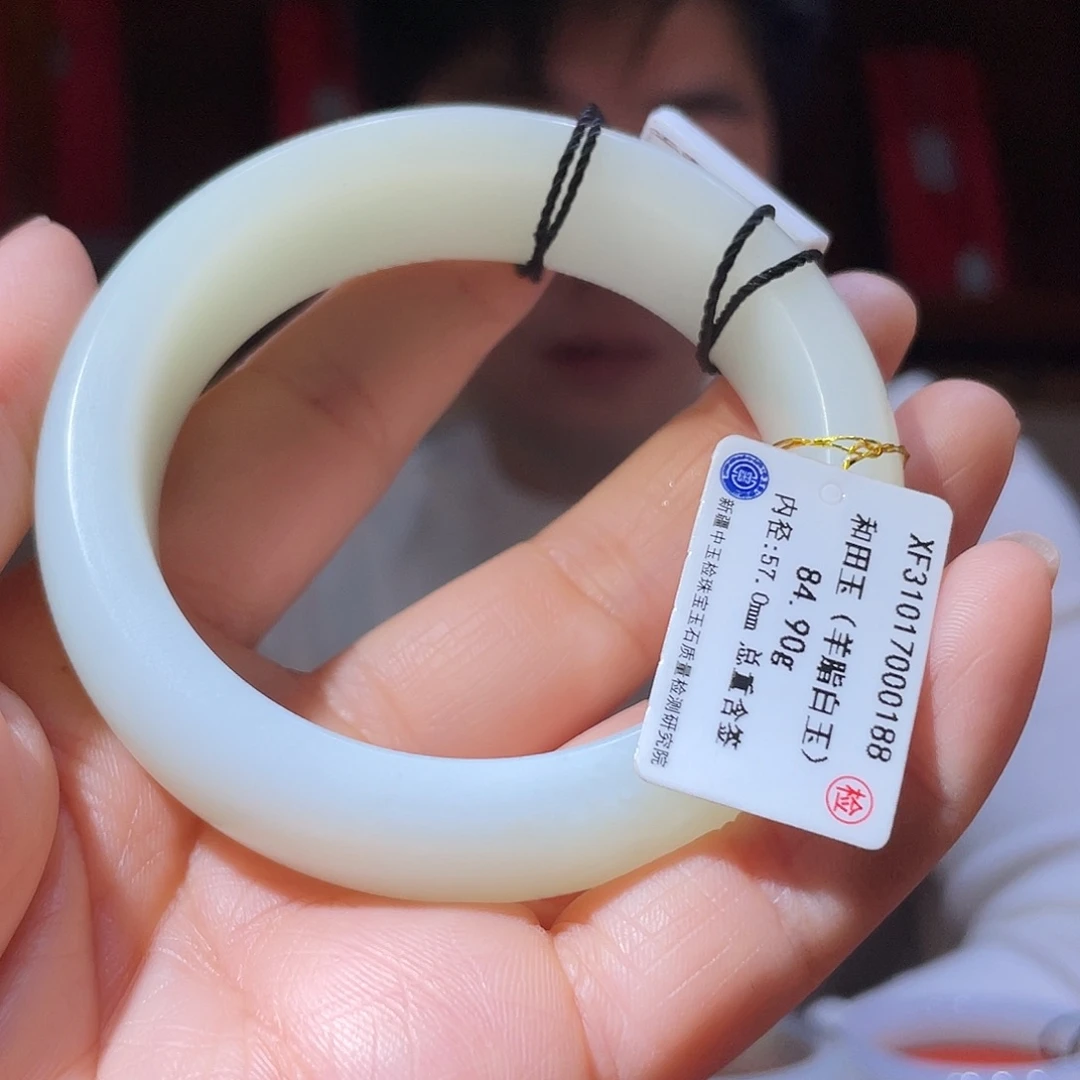 XF31017000188
和田玉（羊脂白玉）
84.90g
内径:57.0mm 总重含签
新疆中玉检珠宝玉石质量检测研究院
检